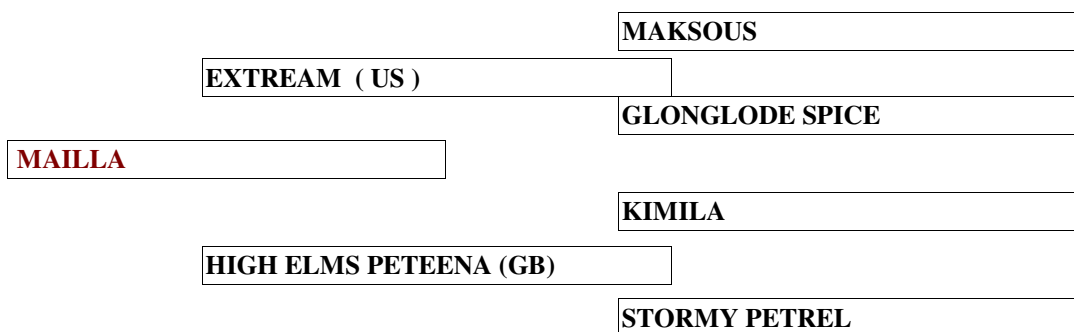 MAKSOUS
EXTREAM ( US )
GLONGLODE SPICE
MAILLA
KIMILA
HIGH ELMS PETEENA (GB)
STORMY PETREL